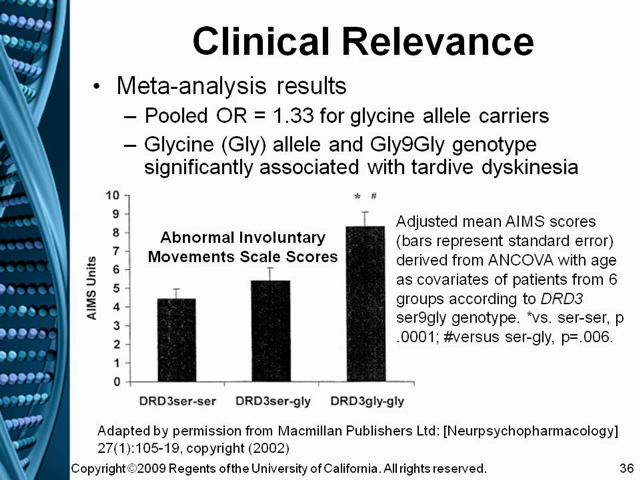 Clinical Relevance
• Meta-analysis results
– Pooled OR = 1.33 for glycine allele carriers
– Glycine (Gly) allele and Gly9Gly genotype
significantly associated with tardive dyskinesia
10
9
8
7
6
5
4
3
2
1
0
AIMS Units
Abnormal Involuntary
Movements Scale Scores
* #
DRD3ser-ser
DRD3ser-gly
DRD3gly-gly
Adjusted mean AIMS scores
(bars represent standard error)
derived from ANCOVA with age
as covariates of patients from 6
groups according to DRD3
ser9gly genotype. *vs. ser-ser, p
.0001; #versus ser-gly, p=.006.
Adapted by permission from Macmillan Publishers Ltd: [Neurpsychopharmacology]
27(1):105-19, copyright (2002)
Copyright ©2009 Regents of the University of California. All rights reserved.
36